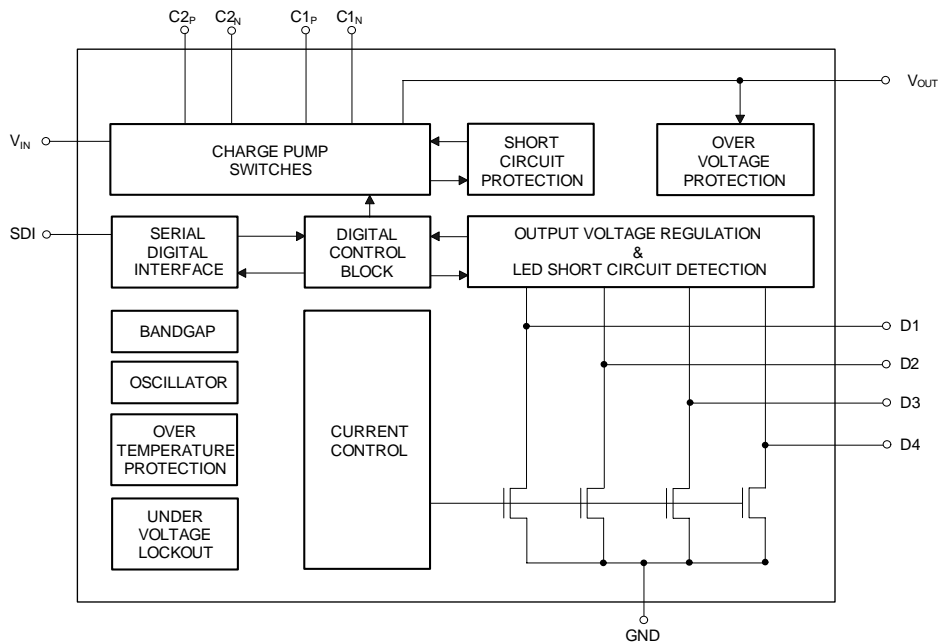 C2P C2N C1P C1N
VOUT
VIN
CHARGE PUMP
SWITCHES
SHORT
CIRCUIT
PROTECTION
OVER
VOLTAGE
PROTECTION
SDI
SERIAL
DIGITAL
INTERFACE
DIGITAL
CONTROL
BLOCK
OUTPUT VOLTAGE REGULATION
&
LED SHORT CIRCUIT DETECTION
BANDGAP
OSCILLATOR
OVER
TEMPERATURE
PROTECTION
UNDER
VOLTAGE
LOCKOUT
CURRENT
CONTROL
D1
D2
D3
D4
GND